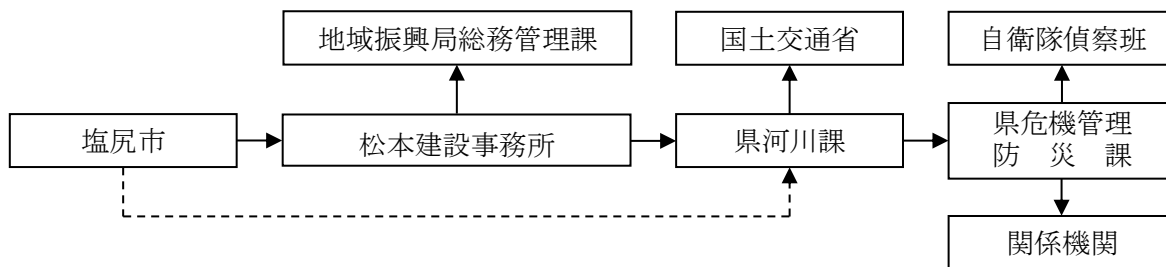 地域振興局総務管理課
国土交通省
自衛隊偵察班
塩尻市
松本建設事務所
県河川課
県危機管理
防災課
関係機関